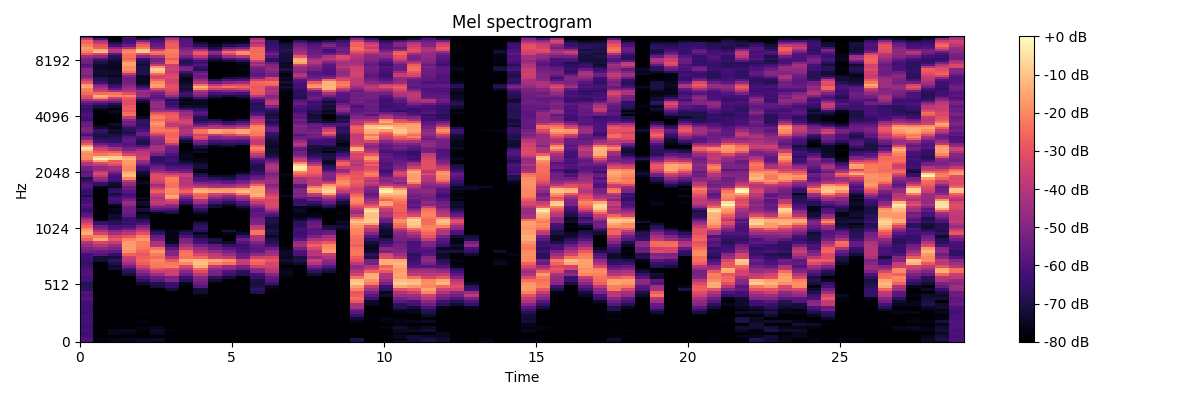 Mel spectrogram
+0 dB
8192
-10 dB
4096
-20 dB
-30 dB
2048
-40 dB
Hz
1024
-50 dB
512
-60 dB
-70 dB
0
-80 dB
0 5 10 15 20 25
Time